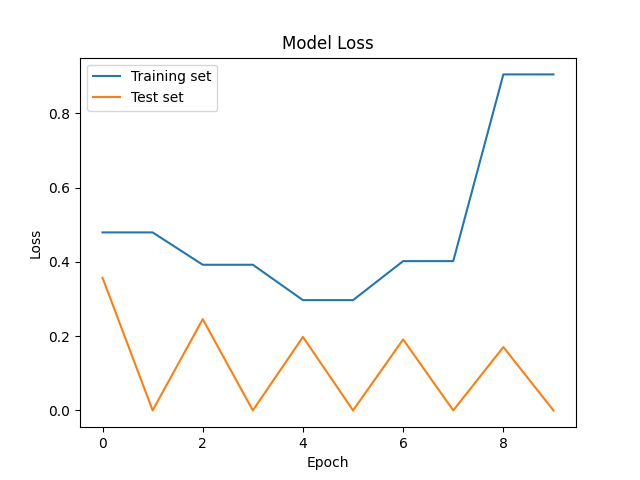 Model Loss
Training set
Test set
0.8
0.6
0.4
0.2
0.0
Loss
0 2 4 6 8
Epoch